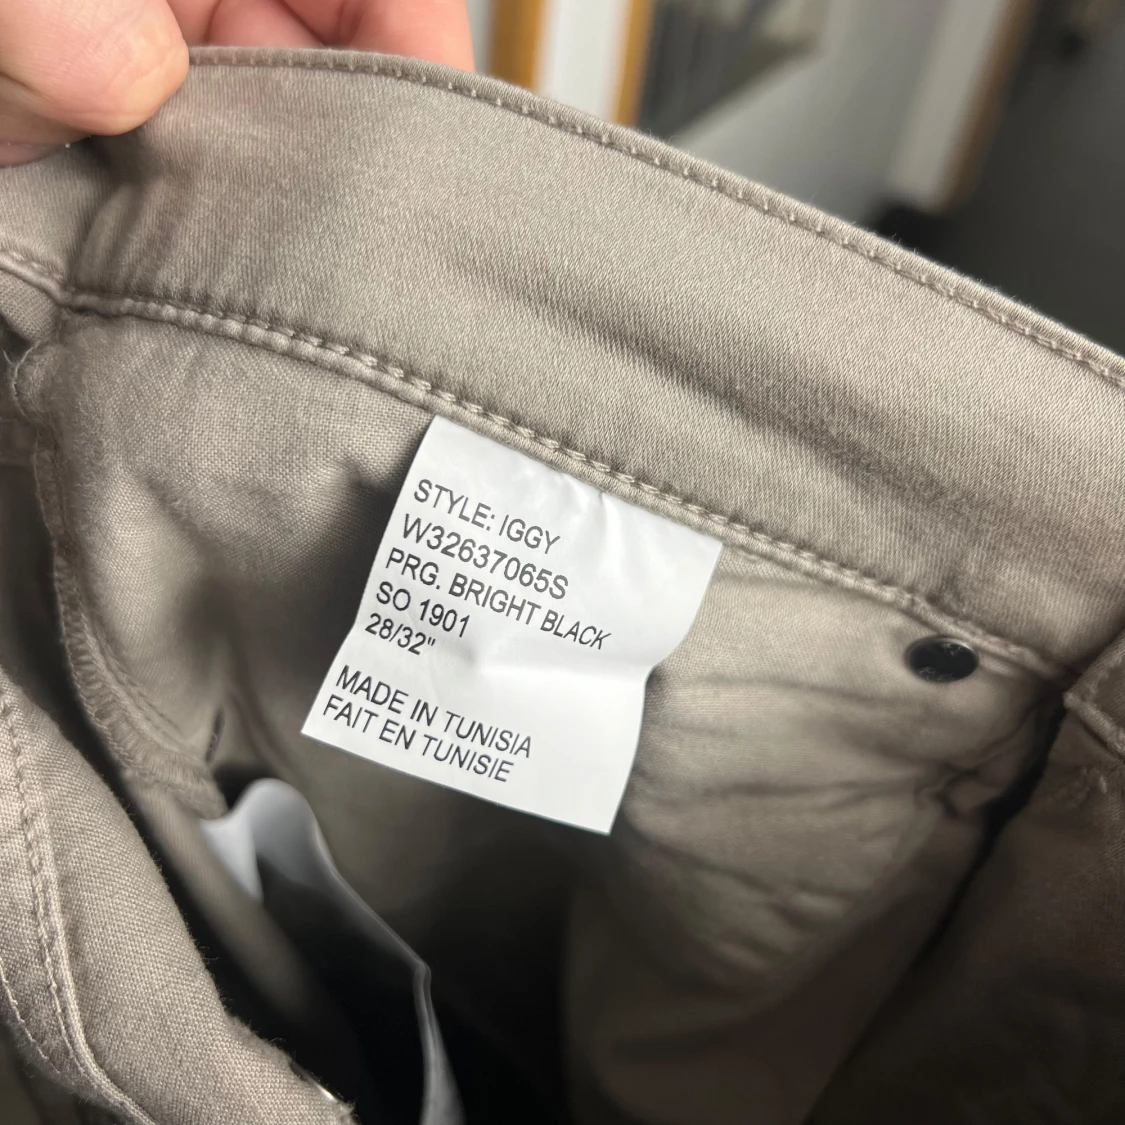 STYLE: IGGY
W32637065S
PRG. BRIGHT BLACK
SO 1901
28/32"
MADE IN TUNISIA
FAIT EN TUNISIE